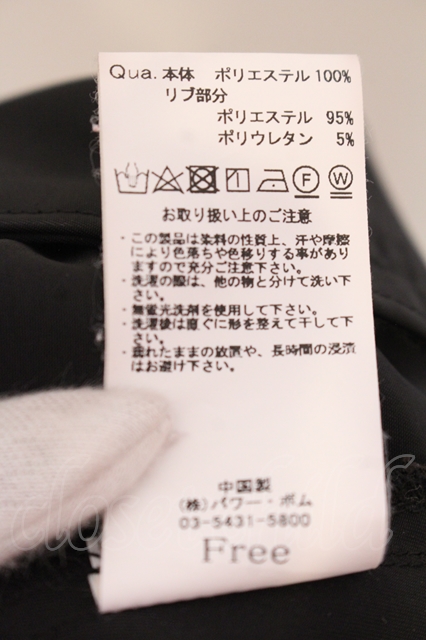 Qua. 本体 ポリエステル 100%
リブ部分
ポリエステル 95%
ポリウレタン 5%
F W
お取り扱い上のご注意
・この製品は染料の性質上、汗や摩擦
により色落ちや色移りする事があり
ますので充分ご注意下さい。
・洗濯の際は、他の物と分けて洗い下
さい。
・無蛍光洗剤を使用して下さい。
・洗濯後は直ぐに形を整えて干して下
さい。
・濡れたままの放置や、長時間の浸漬
はお避け下さい。
中国製
(株)パワー・ボム
03-5431-5800
Free